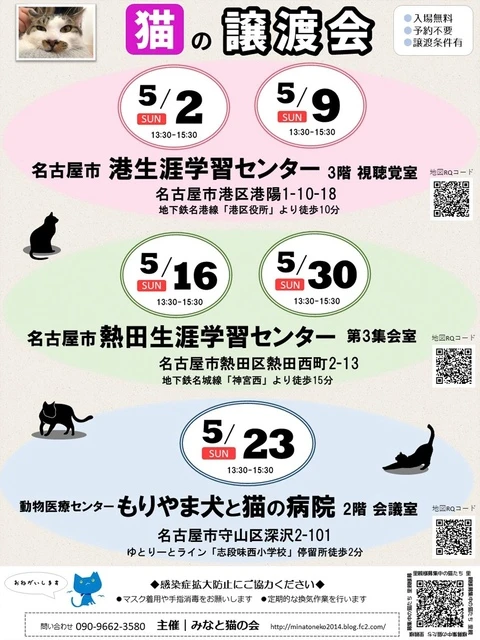 猫の譲渡会
●入場無料
●予約不要
●譲渡条件有
5/2
SUN
13:30-15:30
5/9
SUN
13:30-15:30
名古屋市 港生涯学習センター 3階 視聴覚室
名古屋市港区港陽1-10-18
地下鉄名港線「港区役所」より徒歩10分
地図RQコード
5/16
SUN
13:30-15:30
5/30
SUN
13:30-15:30
名古屋市 熱田生涯学習センター 第3集会室
名古屋市熱田区熱田西町2-13
地下鉄名城線「神宮西」より徒歩15分
地図RQコード
5/23
SUN
13:30-15:30
動物医療センター もりやま犬と猫の病院 2階 会議室
名古屋市守山区深沢2-101
ゆとりーとライン「志段味西小学校」停留所徒歩2分
地図RQコード
おねがいします
◆感染症拡大防止にご協力ください◆
●マスク着用や手指消毒をお願いします ●定期的な換気作業を行います
問い合わせ 090-9662-3580 主催｜みなと猫の会 http://minatoneko2014.blog.fc2.com/